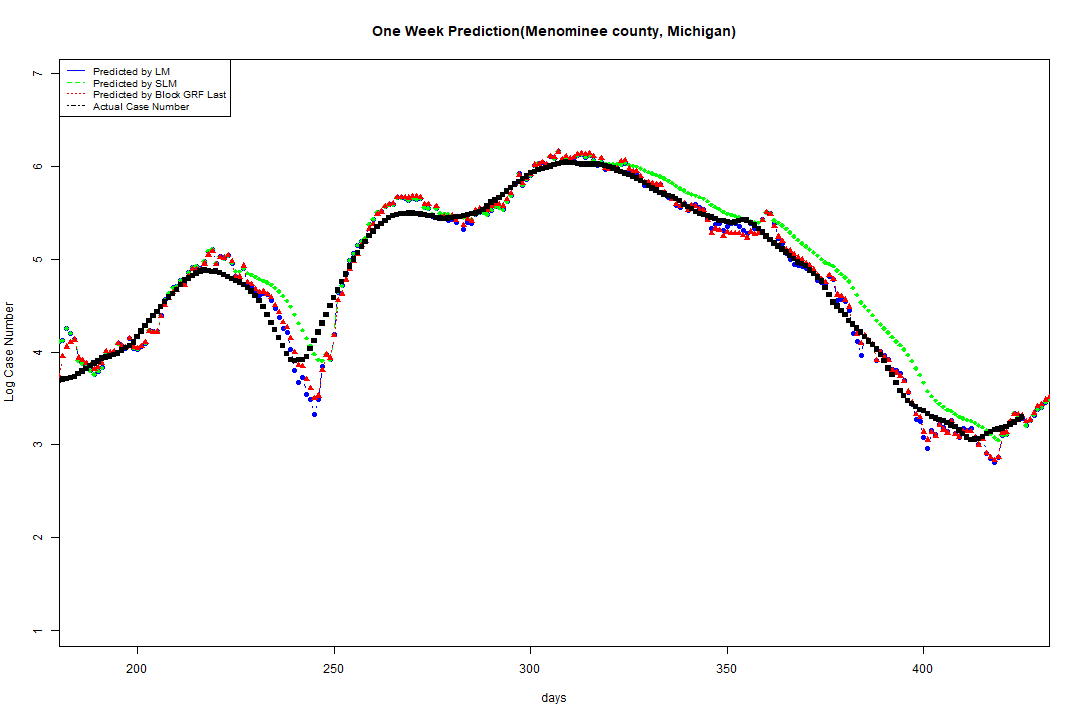 One Week Prediction(Menominee county, Michigan)
Predicted by LM
Predicted by SLM
Predicted by Block GRF Last
Actual Case Number
7
6
5
4
3
2
1
Log Case Number
200 250 300 350 400
days